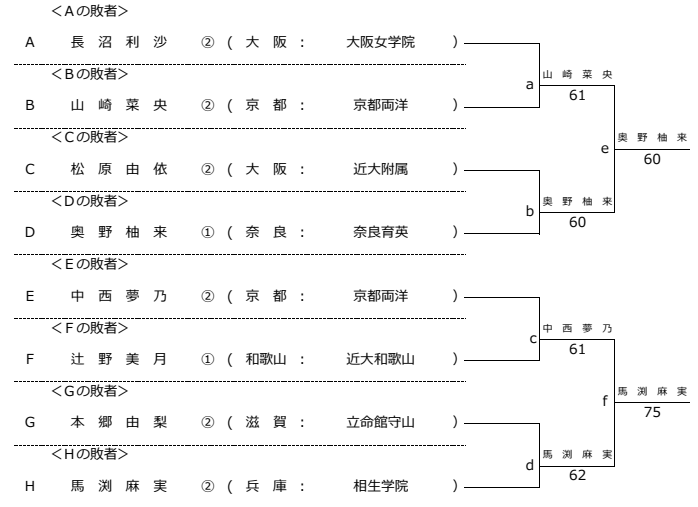 ＜Aの敗者＞
A 長 沼 利 沙 ② ( 大 阪 : 大阪女学院 )
＜Bの敗者＞
a 山 崎 菜 央
61
B 山 崎 菜 央 ② ( 京 都 : 京都両洋 )
＜Cの敗者＞
e 奥 野 柚 来
60
C 松 原 由 依 ② ( 大 阪 : 近大附属 )
＜Dの敗者＞
b 奥 野 柚 来
60
D 奥 野 柚 来 ① ( 奈 良 : 奈良育英 )
＜Eの敗者＞
E 中 西 夢 乃 ② ( 京 都 : 京都両洋 )
＜Fの敗者＞
c 中 西 夢 乃
61
F 辻 野 美 月 ① ( 和歌山 : 近大和歌山 )
＜Gの敗者＞
f 馬 渕 麻 実
75
G 本 郷 由 梨 ② ( 滋 賀 : 立命館守山 )
＜Hの敗者＞
d 馬 渕 麻 実
62
H 馬 渕 麻 実 ② ( 兵 庫 : 相生学院 )